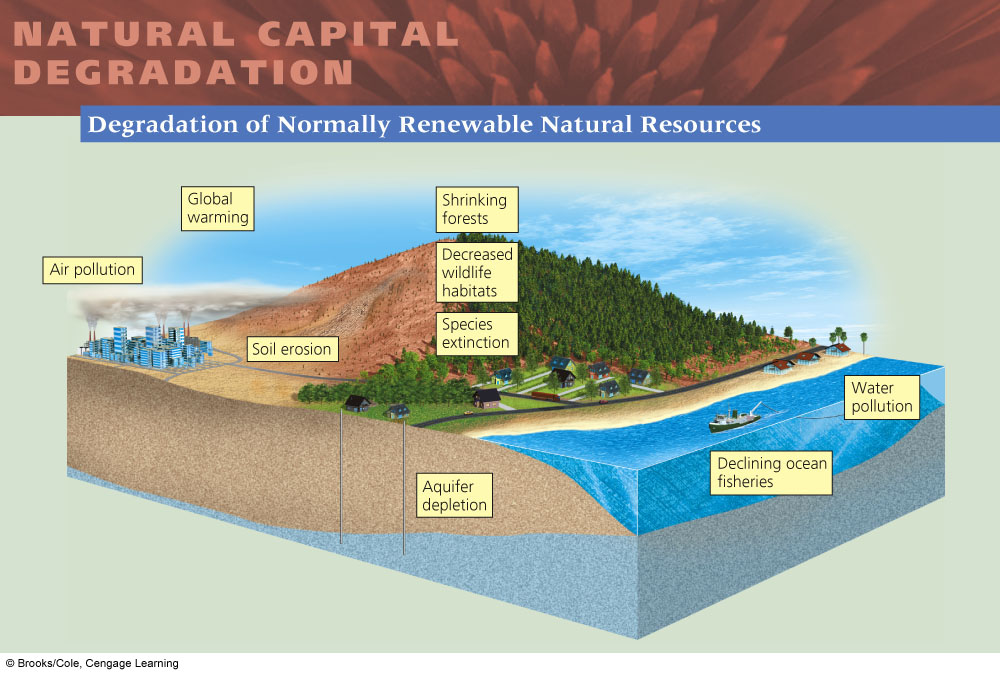 NATURAL CAPITAL
DEGRADATION
Degradation of Normally Renewable Natural Resources
Global
warming
Shrinking
forests
Air pollution
Decreased
wildlife
habitats
Species
extinction
Soil erosion
Water
pollution
Declining ocean
fisheries
Aquifer
depletion
© Brooks/Cole, Cengage Learning